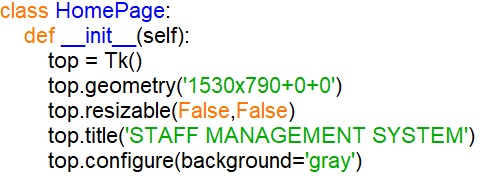 class HomePage:
    def __init__(self):
        top = Tk()
        top.geometry('1530x790+0+0')
        top.resizable(False,False)
        top.title('STAFF MANAGEMENT SYSTEM')
        top.configure(background='gray')